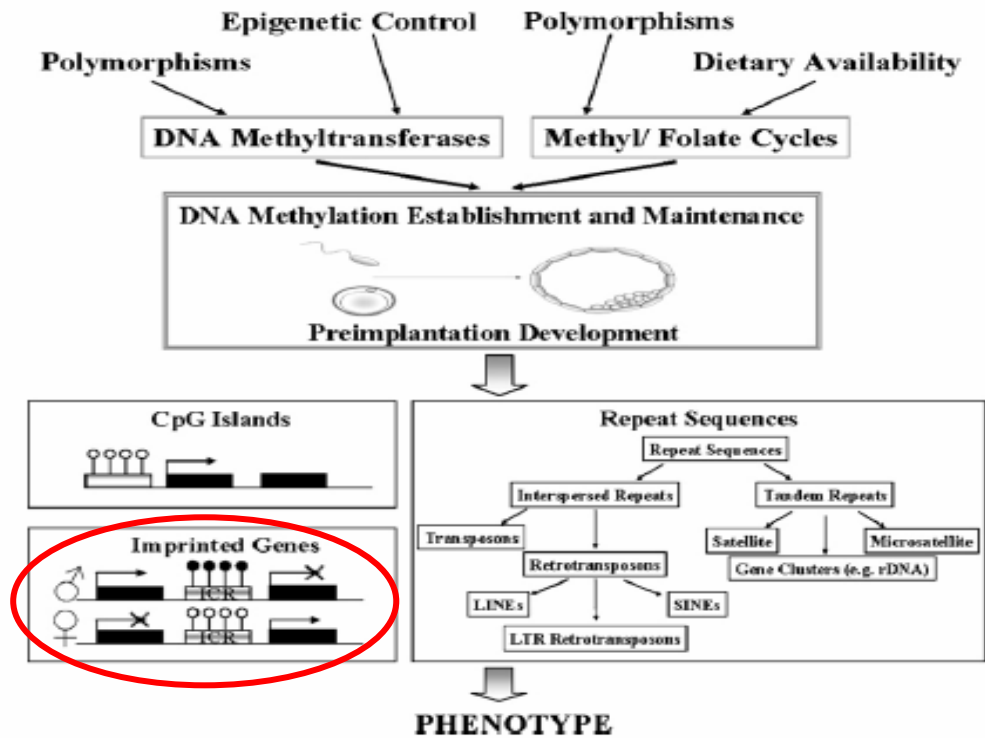 Epigenetic Control Polymorphisms
Polymorphisms Dietary Availability
DNA Methyltransferases Methyl/ Folate Cycles
DNA Methylation Establishment and Maintenance
Preimplantation Development
CpG Islands
Imprinted Genes
ICR
ICR
Repeat Sequences
Repeat Sequences
Interspersed Repeats Tandem Repeats
Transposons Satellite Microsatellite
Retrotransposons Gene Clusters (e.g. rDNA)
LINEs SINEs
LTR Retrotransposons
PHENOTYPE